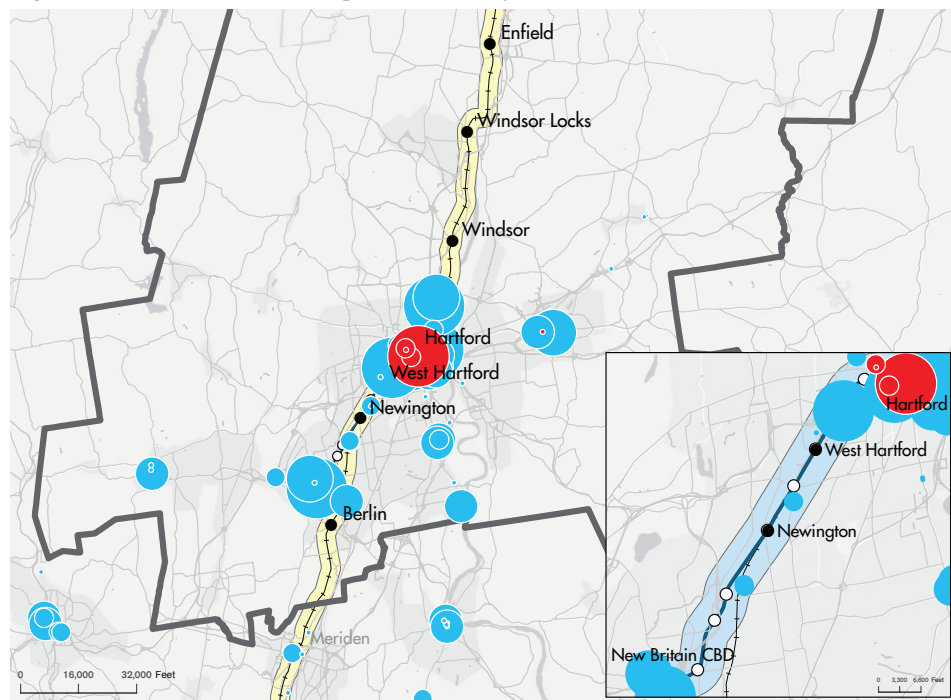 Enfield
Windsor Locks
Windsor
Hartford
West Hartford
Newington
Berlin
Meriden
0 16,000 32,000 Feet
Hartford
West Hartford
Newington
New Britain CBD
0 3,300 6,600 Feet